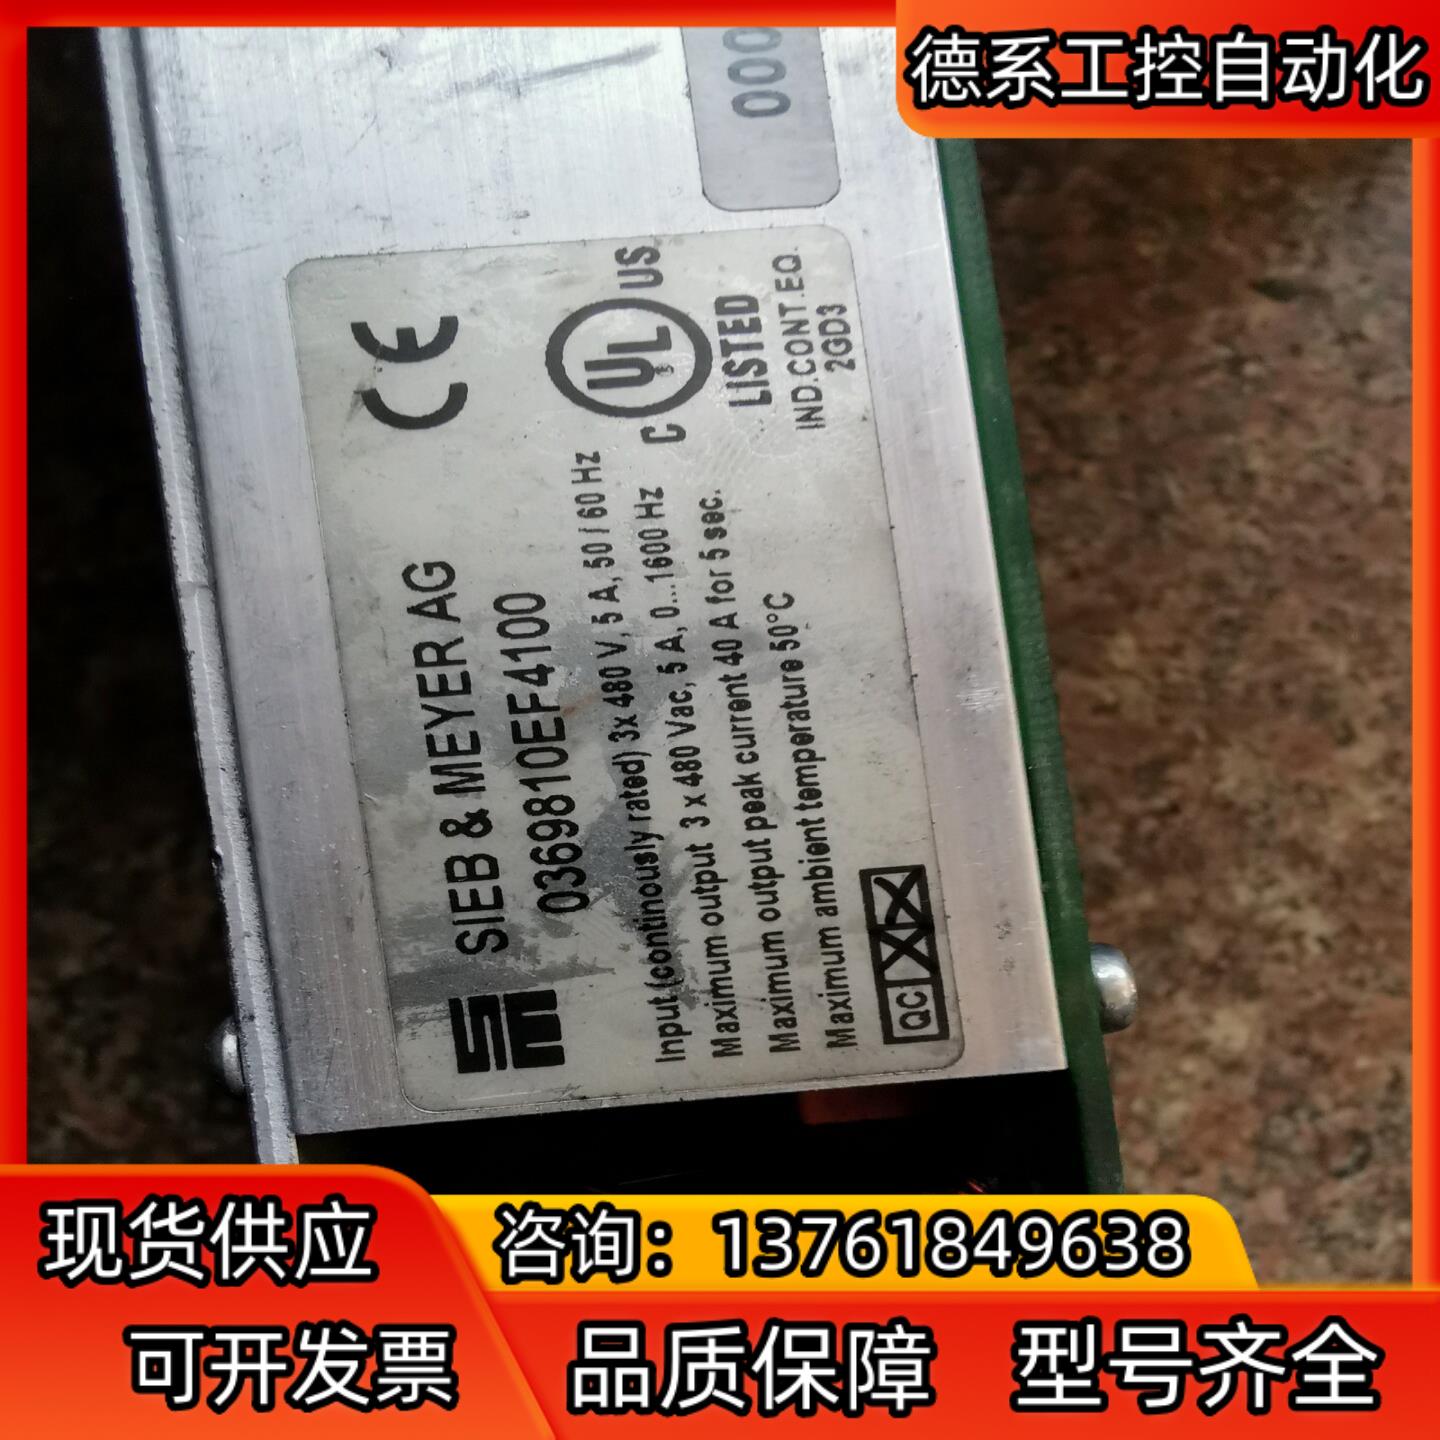 德系工控自动化
000
CE
SIEB & MEYER AG
0369810EF4100
Input (continously rated) 3x 480 V, 5 A, 50 / 60 Hz
Maximum output 3 x 480 Vac, 5 A, 0...1600 Hz
Maximum output peak current 40 A for 5 sec.
Maximum ambient temperature 50°C
C UL US
LISTED
IND.CONT.EQ.
2GD3
QC
现货供应
咨询：13761849638
可开发票
品质保障
型号齐全